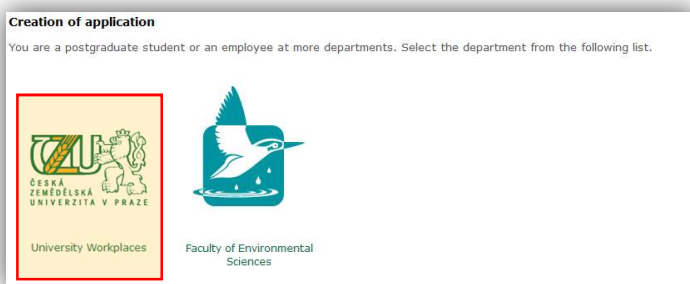 Creation of application
You are a postgraduate student or an employee at more departments. Select the department from the following list.
ČZU
ČESKÁ
ZEMĚDĚLSKÁ
UNIVERZITA V PRAZE
University Workplaces
Faculty of Environmental
Sciences